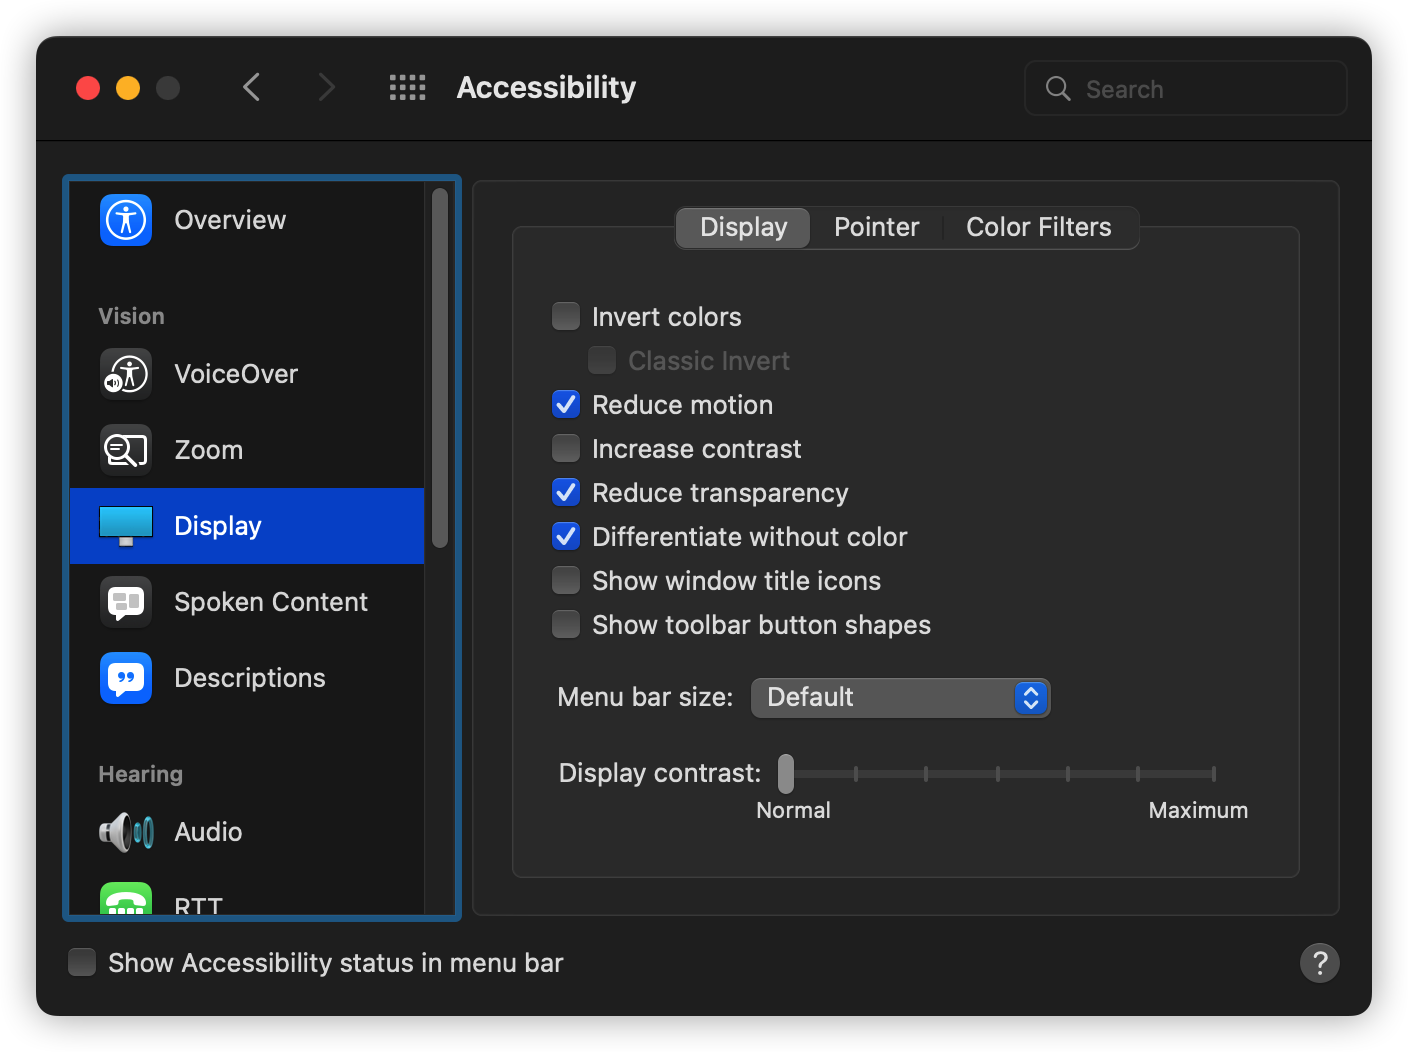 Accessibility
Search
Overview
Vision
VoiceOver
Zoom
Display
Spoken Content
Descriptions
Hearing
Audio
RTT
Display
Pointer
Color Filters
Invert colors
Classic Invert
Reduce motion
Increase contrast
Reduce transparency
Differentiate without color
Show window title icons
Show toolbar button shapes
Menu bar size: Default
Display contrast:
Normal
Maximum
Show Accessibility status in menu bar
?